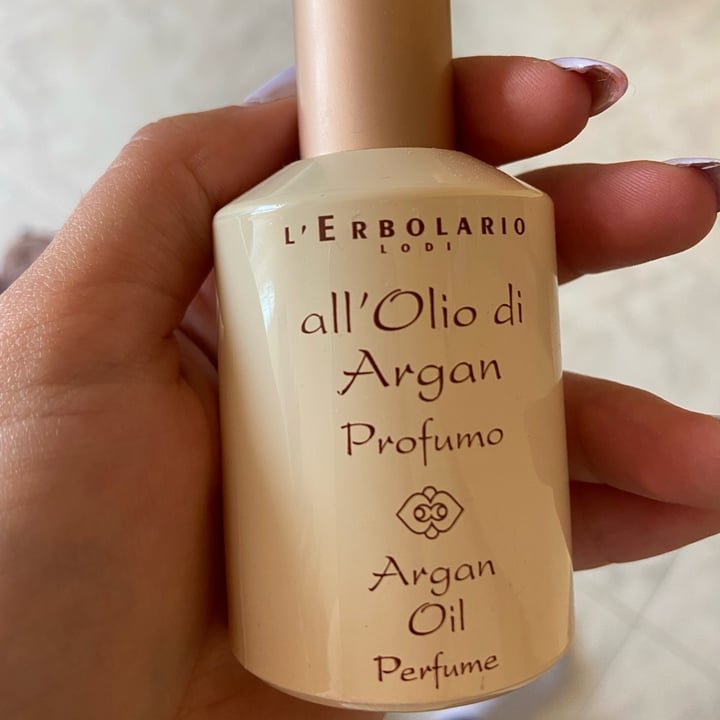 L'ERBOLARIO
LODI
all'Olio di
Argan
Profumo
Argan
Oil
Perfume